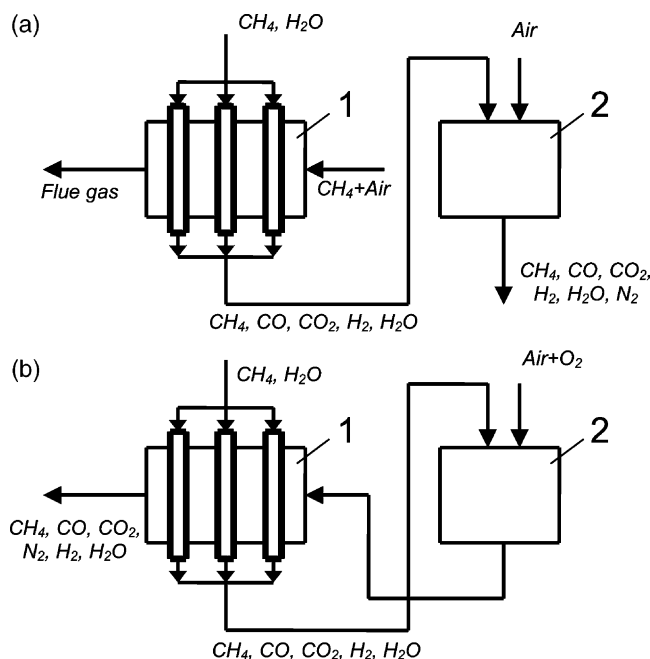 (a)
CH₄, H₂O
Air
1
2
Flue gas
CH₄+Air
CH₄, CO, CO₂,
H₂, H₂O, N₂
CH₄, CO, CO₂, H₂, H₂O
(b)
CH₄, H₂O
Air+O₂
1
2
CH₄, CO, CO₂,
N₂, H₂, H₂O
CH₄, CO, CO₂, H₂, H₂O